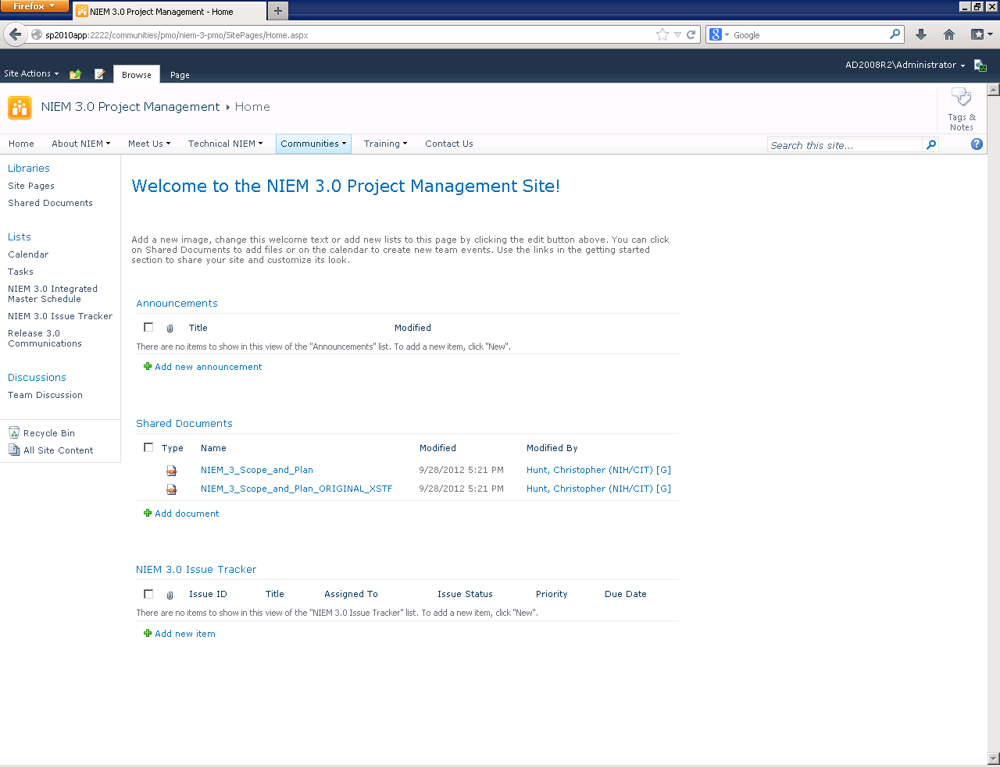 Firefox
NIEM 3.0 Project Management - Home
sp2010app:2222/communities/pmo/niem-3-pmo/SitePages/Home.aspx
Google
Site Actions
Browse
Page
AD2008R2\Administrator
NIEM 3.0 Project Management Home
Tags &
Notes
Home
About NIEM
Meet Us
Technical NIEM
Communities
Training
Contact Us
Search this site...
Libraries
Site Pages
Shared Documents
Lists
Calendar
Tasks
NIEM 3.0 Integrated
Master Schedule
NIEM 3.0 Issue Tracker
Release 3.0
Communications
Discussions
Team Discussion
Recycle Bin
All Site Content
Welcome to the NIEM 3.0 Project Management Site!
Add a new image, change this welcome text or add new lists to this page by clicking the edit button above. You can click
on Shared Documents to add files or on the calendar to create new team events. Use the links in the getting started
section to share your site and customize its look.
Announcements
Title Modified
There are no items to show in this view of the "Announcements" list. To add a new item, click "New".
Add new announcement
Shared Documents
Type Name Modified Modified By
NIEM_3_Scope_and_Plan 9/28/2012 5:21 PM Hunt, Christopher (NIH/CIT) [G]
NIEM_3_Scope_and_Plan_ORIGINAL_XSTF 9/28/2012 5:21 PM Hunt, Christopher (NIH/CIT) [G]
Add document
NIEM 3.0 Issue Tracker
Issue ID Title Assigned To Issue Status Priority Due Date
There are no items to show in this view of the "NIEM 3.0 Issue Tracker" list. To add a new item, click "New".
Add new item